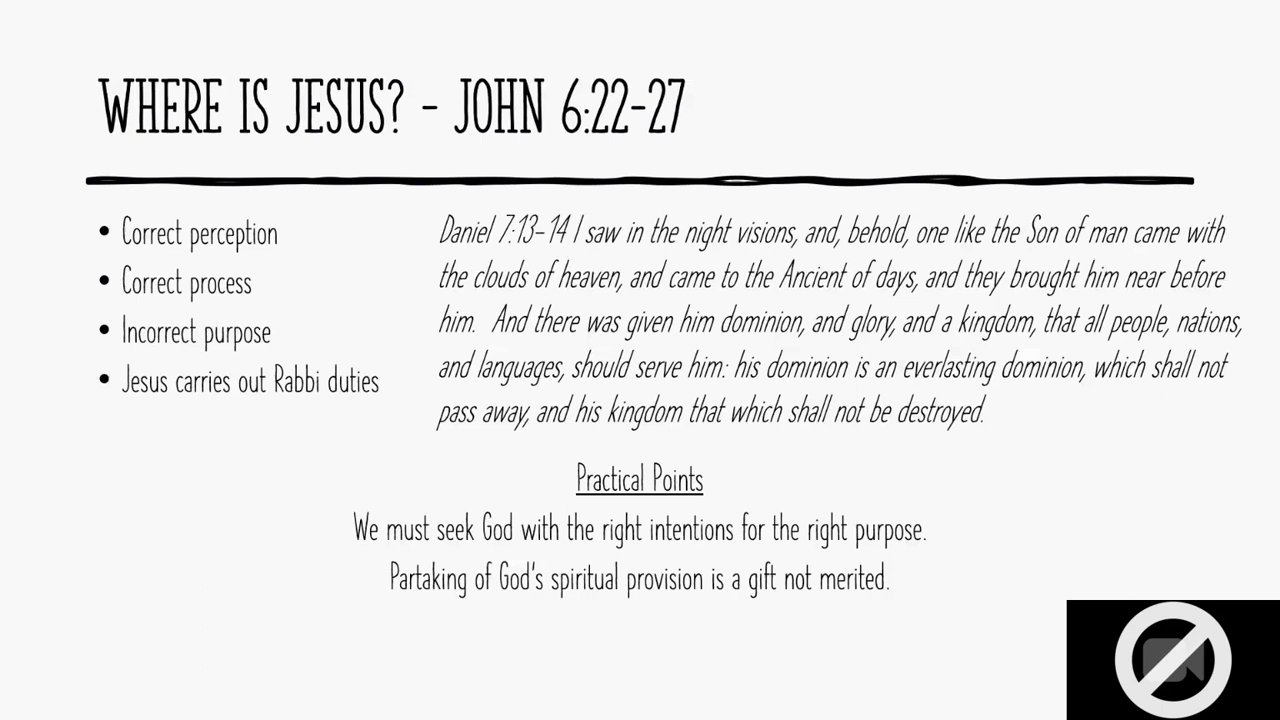 WHERE IS JESUS? - JOHN 6:22-27
• Correct perception
• Correct process
• Incorrect purpose
• Jesus carries out Rabbi duties
Daniel 7:13-14 I saw in the night visions, and, behold, one like the Son of man came with
the clouds of heaven, and came to the Ancient of days, and they brought him near before
him.  And there was given him dominion, and glory, and a kingdom, that all people, nations,
and languages, should serve him: his dominion is an everlasting dominion, which shall not
pass away, and his kingdom that which shall not be destroyed.
Practical Points
We must seek God with the right intentions for the right purpose.
Partaking of God's spiritual provision is a gift not merited.